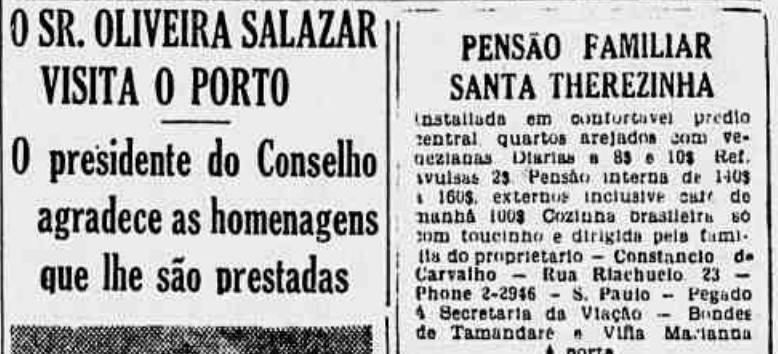 O SR. OLIVEIRA SALAZAR
VISITA O PORTO
O presidente do Conselho
agradece as homenagens
que lhe são prestadas
PENSÃO FAMILIAR
SANTA THEREZINHA
Installada em confortavel predio
central, quartos arejados com ve-
nezianas Diarias a 8$ e 10$ Ref.
avulsas 2$ Pensão interna de 140$
a 160$, externos inclusive café de
manhã 100$ Cozinha brasileira só
com toucinho e dirigida pela fami-
lia do proprietario — Constancio de
Carvalho — Rua Riachuelo 23 —
Phone 2-2946 — S. Paulo — Pegado
á Secretaria da Viação — Bondes
de Tamandaré e Villa Marianna
á porta